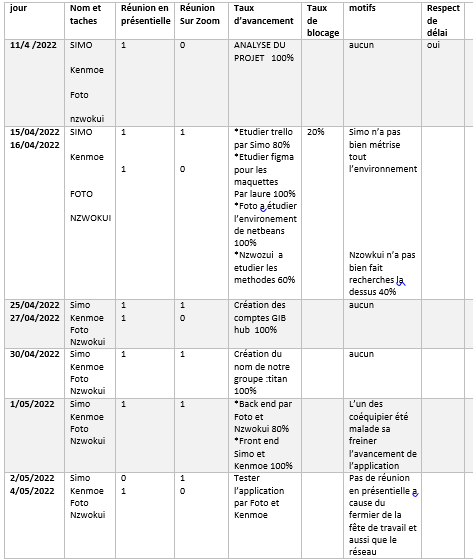 jour
Nom et taches
Réunion en présentielle
Réunion Sur Zoom
Taux d’avancement
Taux de blocage
motifs
Respect de délai
11/4 /2022
SIMO
Kenmoe
Foto
nzwokui
1
0
ANALYSE DU
PROJET 100%
aucun
oui
15/04/2022
16/04/2022
SIMO
Kenmoe
FOTO
NZWOKUI
1
1
1
0
*Etudier trello
par Simo 80%
*Etudier figma
pour les
maquettes
Par laure 100%
*Foto a étudier
l’environement
de netbeans
100%
*Nzwozui a
etudier les
methodes 60%
20%
Simo n’a pas
bien métrise
tout
l’environnement
Nzowkui n’a pas
bien fait
recherches la
dessus 40%
25/04/2022
27/04/2022
Simo
Kenmoe
Foto
Nzwokui
1
1
1
0
Création des
comptes GIB
hub 100%
aucun
30/04/2022
Simo
Kenmoe
Foto
Nzwokui
1
1
Création du
nom de notre
groupe :titan
100%
aucun
1/05/2022
Simo
Kenmoe
Foto
Nzwokui
1
1
*Back end par
Foto et
Nzwokui 80%
*Front end
Simo et
Kenmoe 100%
L’un des
coéquipier été
malade sa
freiner
l’avancement de
l’application
2/05/2022
4/05/2022
Simo
Kenmoe
Foto
Nzwokui
0
1
1
0
Tester
l’application
par Foto et
Kenmoe
Pas de réunion
en présentielle a
cause du
fermier de la
fête de travail et
aussi que le
réseau